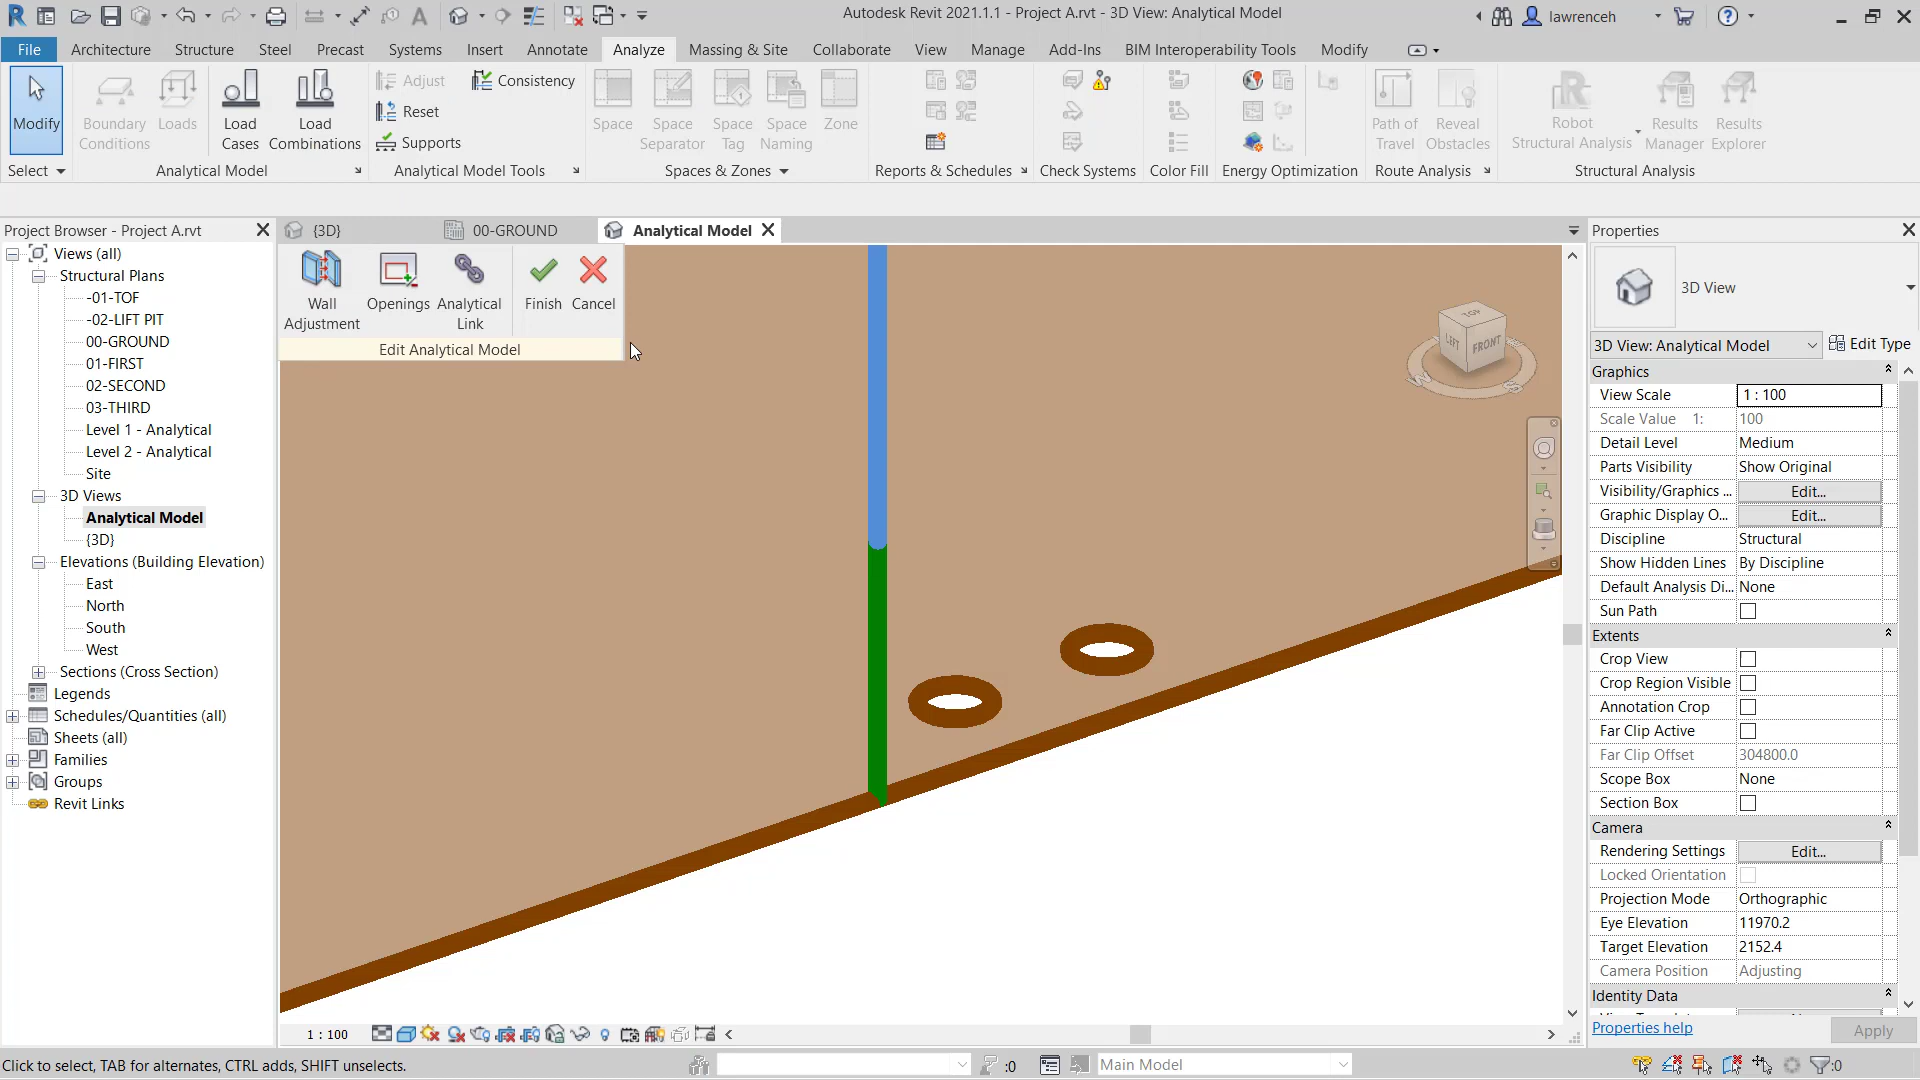 Autodesk Revit 2021.1.1 - Project A.rvt - 3D View: Analytical Model
lawrenceh
File Architecture Structure Steel Precast Systems Insert Annotate Analyze Massing & Site Collaborate View Manage Add-Ins BIM Interoperability Tools Modify
Modify
Boundary Conditions
Loads
Load Cases
Load Combinations
Adjust
Reset
Supports
Consistency
Space
Space Separator
Space Tag
Space Naming
Zone
Path of Travel
Reveal Obstacles
Robot Structural Analysis
Results Manager
Results Explorer
Select Analytical Model Analytical Model Tools Spaces & Zones Reports & Schedules Check Systems Color Fill Energy Optimization Route Analysis Structural Analysis
Project Browser - Project A.rvt
Views (all)
Structural Plans
-01-TOF
-02-LIFT PIT
00-GROUND
01-FIRST
02-SECOND
03-THIRD
Level 1 - Analytical
Level 2 - Analytical
Site
3D Views
Analytical Model
{3D}
Elevations (Building Elevation)
East
North
South
West
Sections (Cross Section)
Legends
Schedules/Quantities (all)
Sheets (all)
Families
Groups
Revit Links
{3D} 00-GROUND Analytical Model
Wall Adjustment
Openings
Analytical Link
Finish
Cancel
Edit Analytical Model
TOP
LEFT
FRONT
W
S
1 : 100
Properties
3D View
3D View: Analytical Model Edit Type
Graphics
View Scale 1 : 100
Scale Value 1: 100
Detail Level Medium
Parts Visibility Show Original
Visibility/Graphics ... Edit...
Graphic Display O... Edit...
Discipline Structural
Show Hidden Lines By Discipline
Default Analysis Di... None
Sun Path
Extents
Crop View
Crop Region Visible
Annotation Crop
Far Clip Active
Far Clip Offset 304800.0
Scope Box None
Section Box
Camera
Rendering Settings Edit...
Locked Orientation
Projection Mode Orthographic
Eye Elevation 11970.2
Target Elevation 2152.4
Camera Position Adjusting
Identity Data
Properties help Apply
Click to select, TAB for alternates, CTRL adds, SHIFT unselects.
:0 Main Model :0